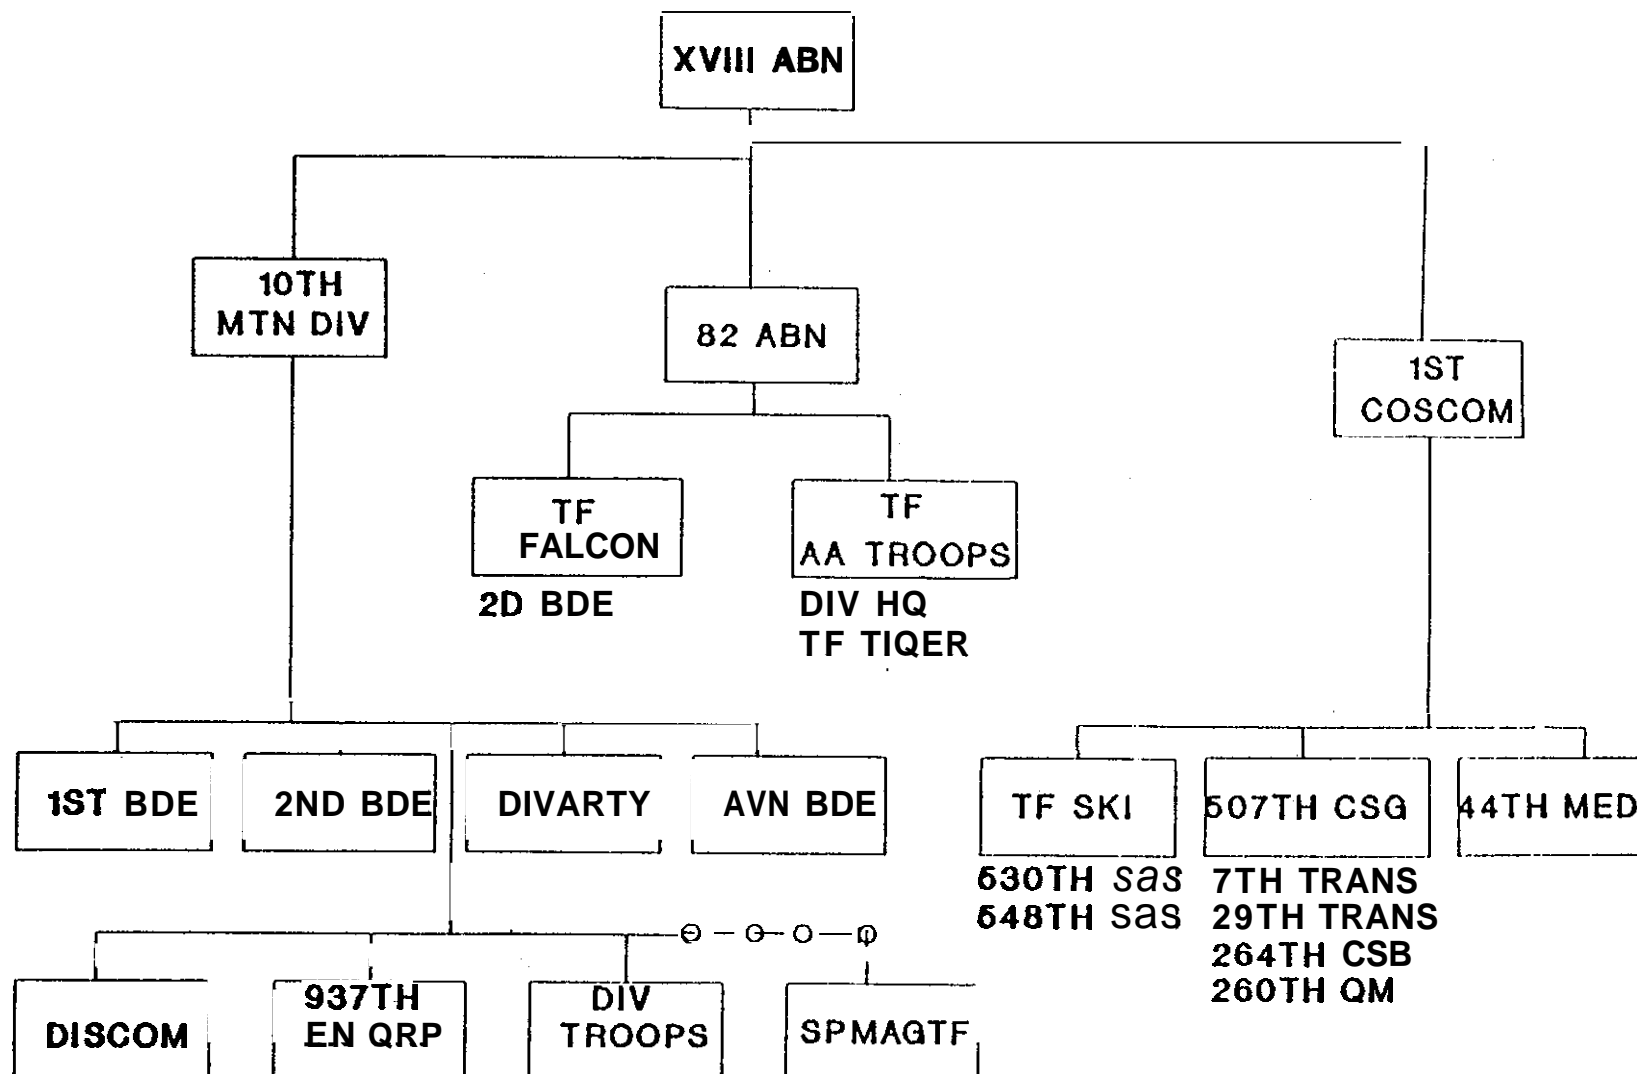 XVIII ABN
10TH
MTN DIV
82 ABN
1ST
COSCOM
TF
FALCON
2D BDE
TF
AA TROOPS
DIV HQ
TF TIQER
1ST BDE
2ND BDE
DIVARTY
AVN BDE
DISCOM
937TH
EN QRP
DIV
TROOPS
SPMAGTF
TF SKI
530TH sas
548TH sas
507TH CSG
7TH TRANS
29TH TRANS
264TH CSB
260TH QM
44TH MED